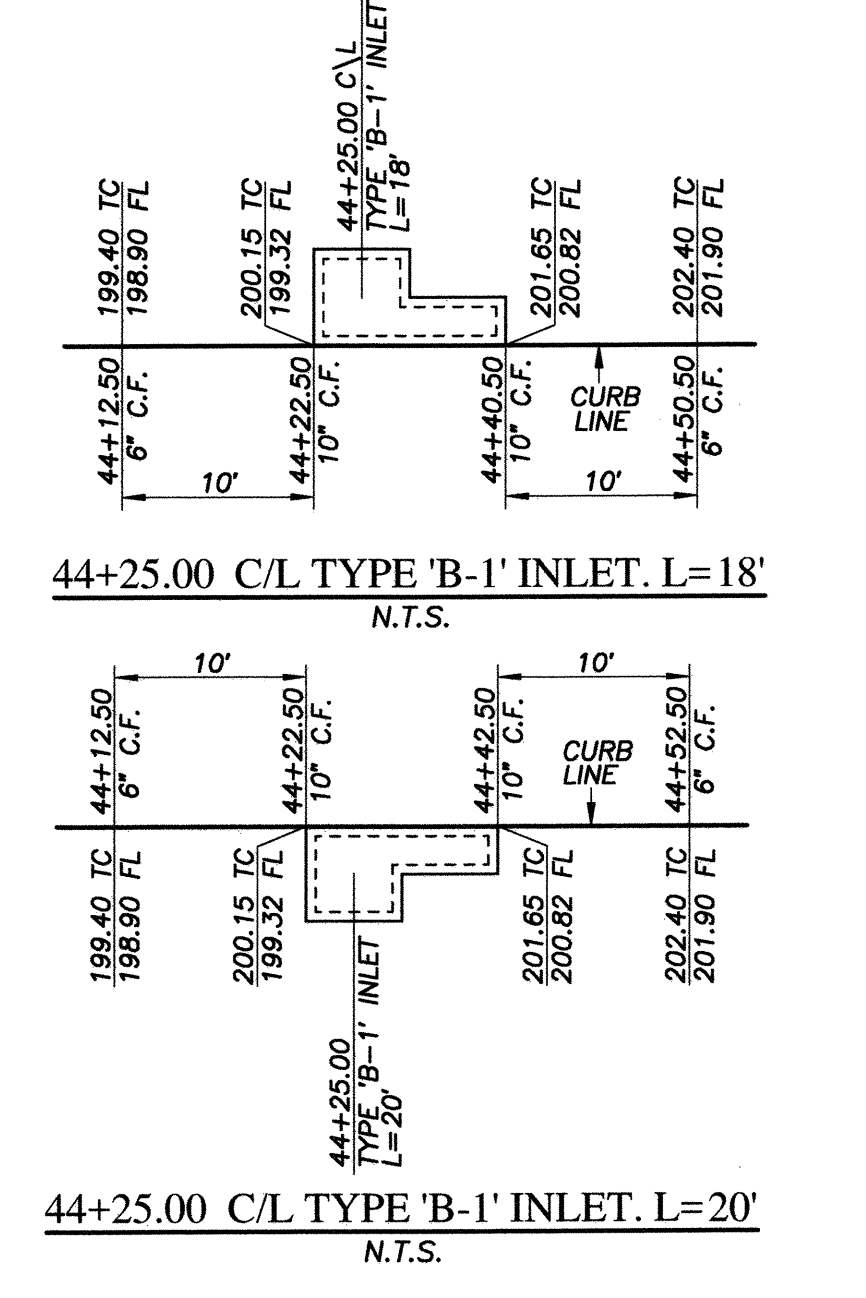 44+25.00 C\L
TYPE 'B-1' INLET
L=18'
199.40 TC
198.90 FL
200.15 TC
199.32 FL
201.65 TC
200.82 FL
202.40 TC
201.90 FL
44+12.50
6" C.F.
44+22.50
10" C.F.
44+40.50
10" C.F.
CURB
LINE
44+50.50
6" C.F.
10'
10'
44+25.00 C/L TYPE 'B-1' INLET. L=18'
N.T.S.
10'
10'
44+12.50
6" C.F.
44+22.50
10" C.F.
44+42.50
10" C.F.
CURB
LINE
44+52.50
6" C.F.
199.40 TC
198.90 FL
200.15 TC
199.32 FL
201.65 TC
200.82 FL
202.40 TC
201.90 FL
44+25.00
TYPE 'B-1' INLET
L=20'
44+25.00 C/L TYPE 'B-1' INLET. L=20'
N.T.S.